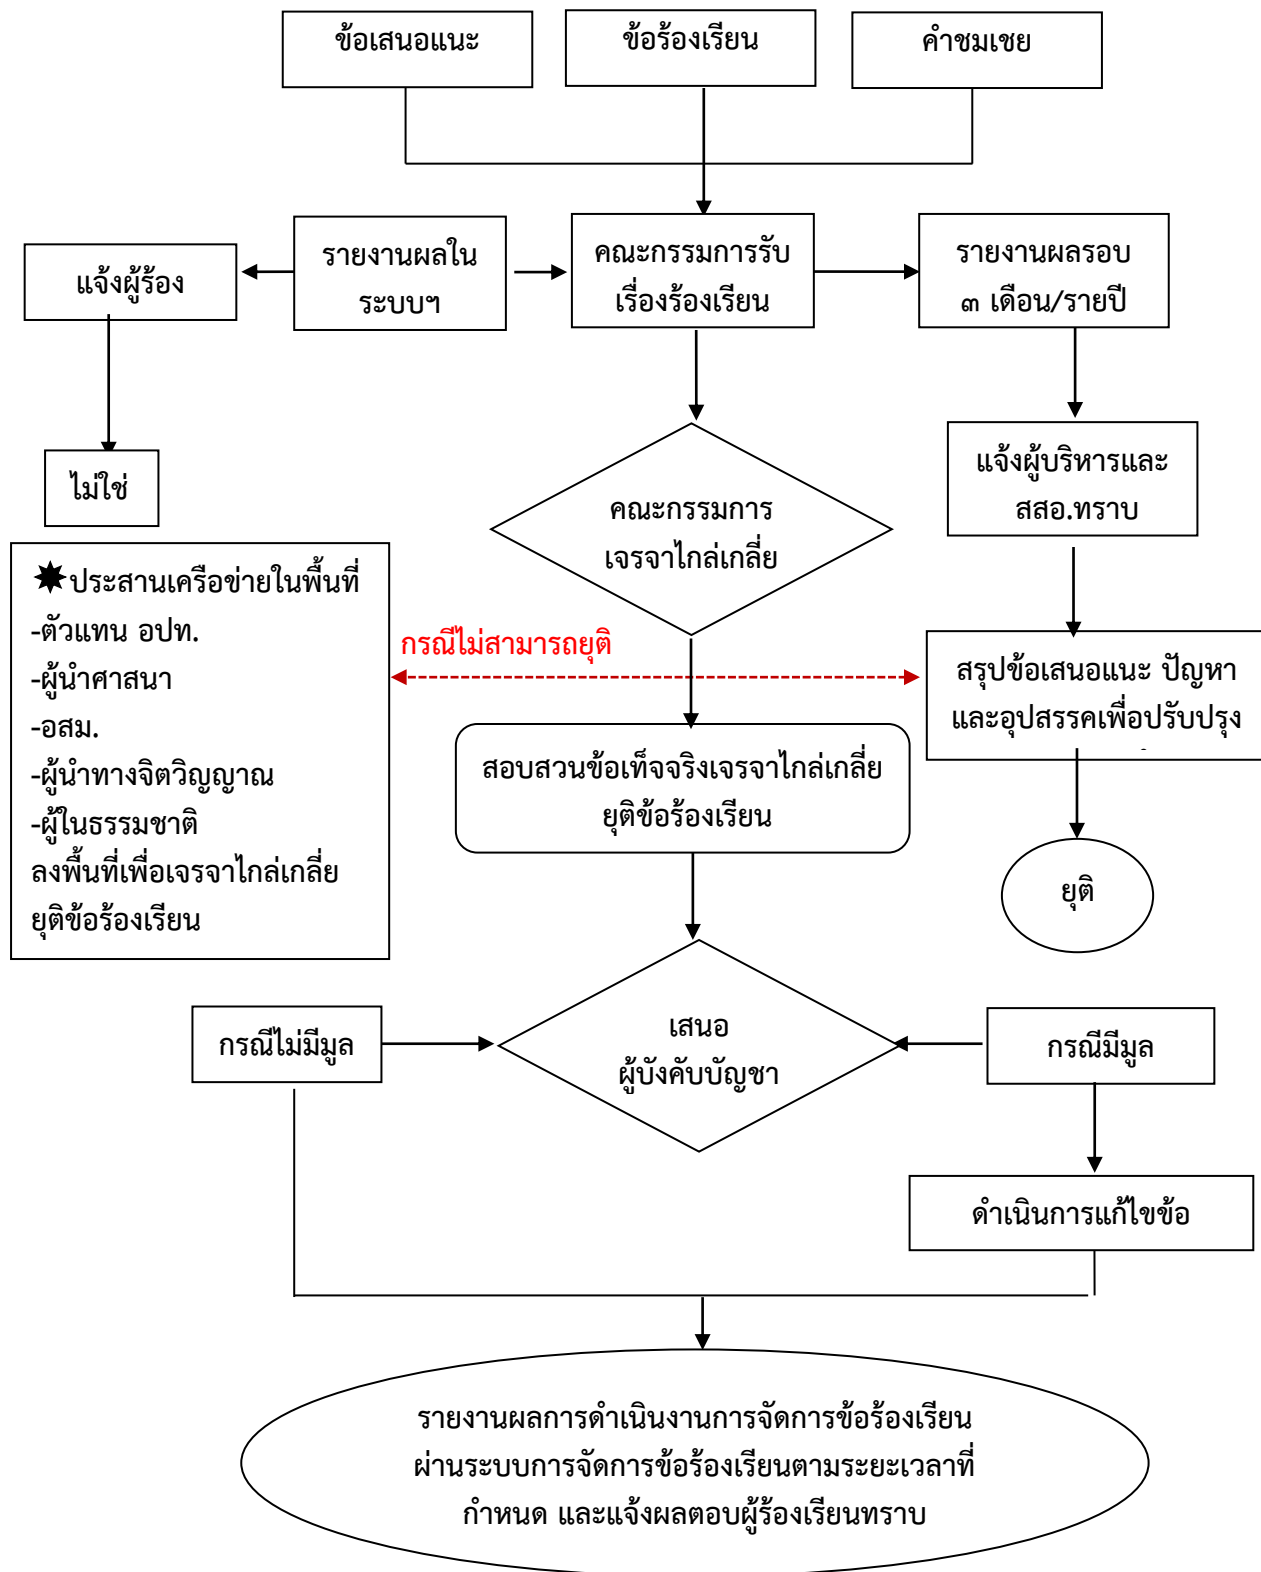 ข้อเสนอแนะ
ข้อร้องเรียน
คำชมเชย
แจ้งผู้ร้อง
รายงานผลใน
ระบบฯ
คณะกรรมการรับ
เรื่องร้องเรียน
รายงานผลรอบ
๓ เดือน/รายปี
ไม่ใช่
คณะกรรมการ
เจรจาไกล่เกลี่ย
แจ้งผู้บริหารและ
สสอ.ทราบ
ประสานเครือข่ายในพื้นที่
-ตัวแทน อปท.
-ผู้นำศาสนา
-อสม.
-ผู้นำทางจิตวิญญาณ
-ผู้ในธรรมชาติ
ลงพื้นที่เพื่อเจรจาไกล่เกลี่ย
ยุติข้อร้องเรียน
กรณีไม่สามารถยุติ
สรุปข้อเสนอแนะ ปัญหา
และอุปสรรคเพื่อปรับปรุง
สอบสวนข้อเท็จจริงเจรจาไกล่เกลี่ย
ยุติข้อร้องเรียน
ยุติ
กรณีไม่มีมูล
เสนอ
ผู้บังคับบัญชา
กรณีมีมูล
ดำเนินการแก้ไขข้อ
รายงานผลการดำเนินงานการจัดการข้อร้องเรียน
ผ่านระบบการจัดการข้อร้องเรียนตามระยะเวลาที่
กำหนด และแจ้งผลตอบผู้ร้องเรียนทราบ